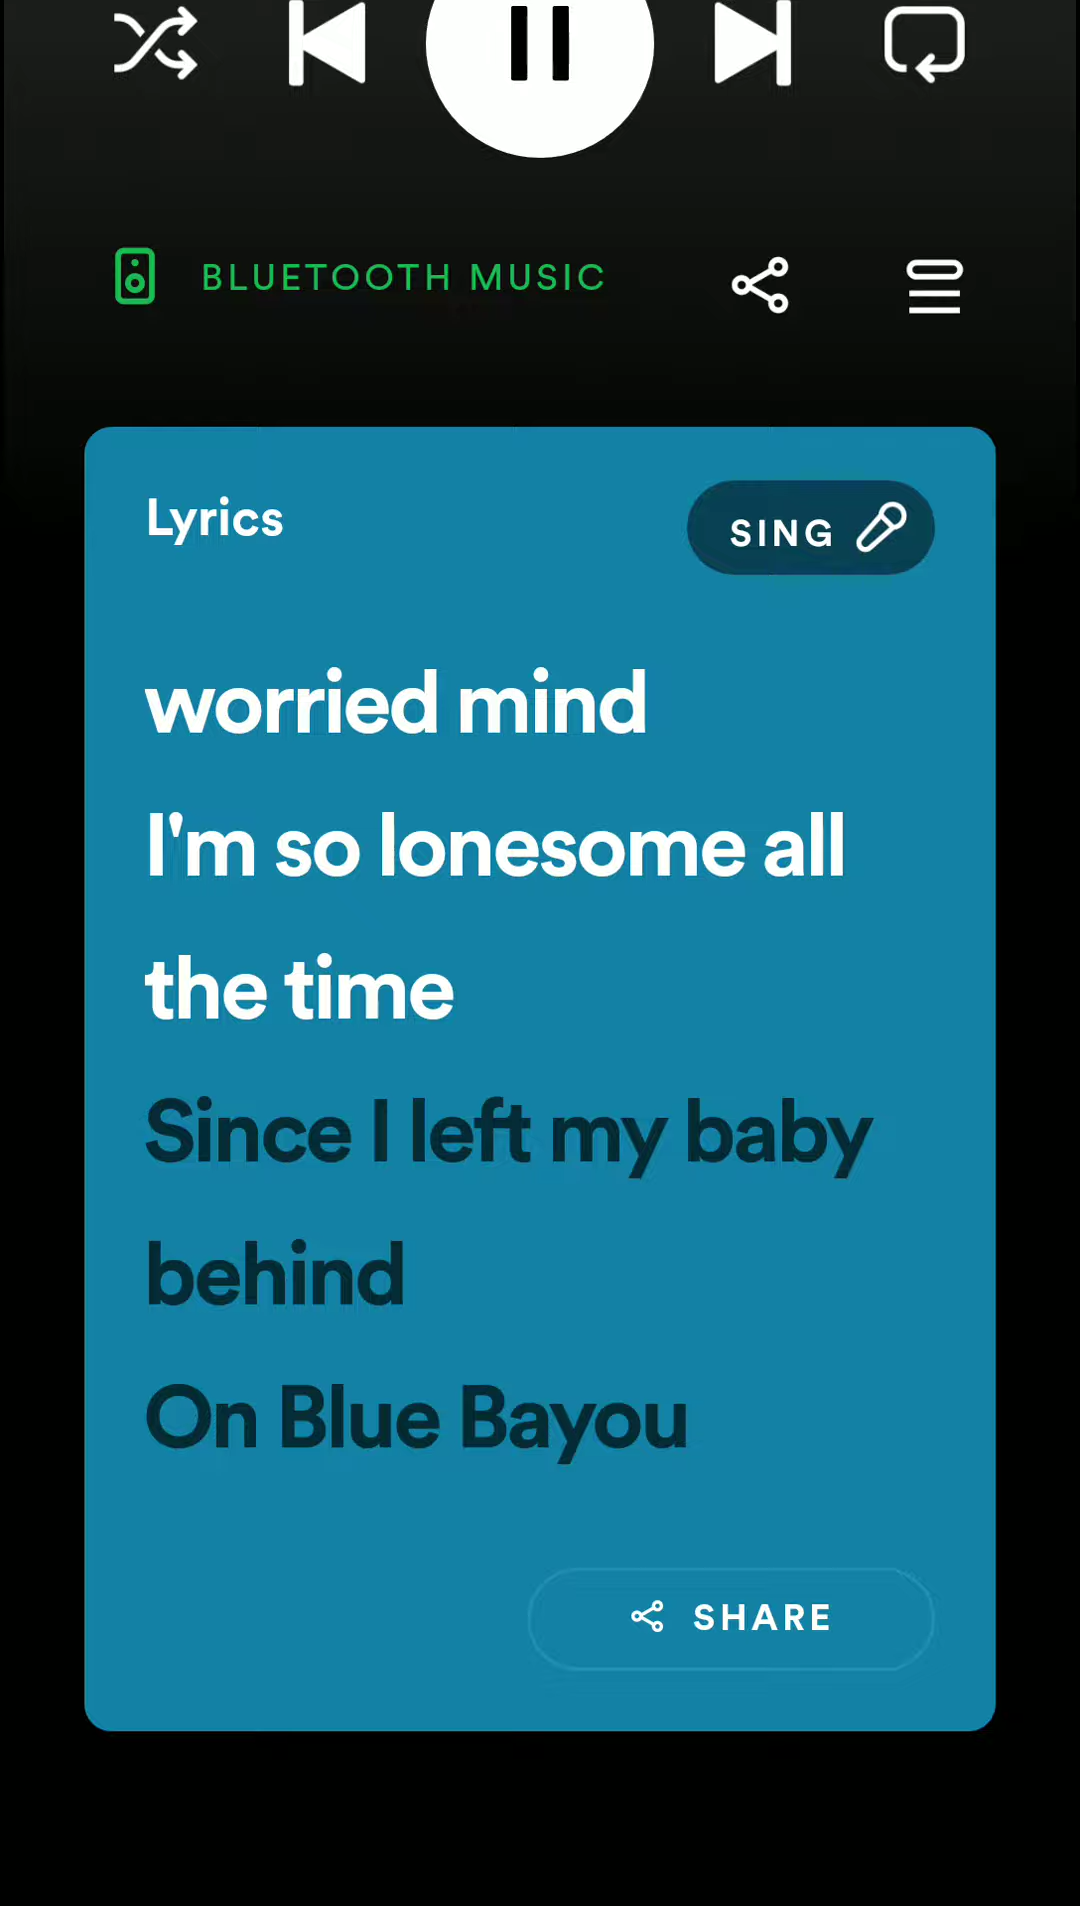 BLUETOOTH MUSIC
Lyrics
SING
worried mind
I'm so lonesome all
the time
Since I left my baby
behind
On Blue Bayou
SHARE